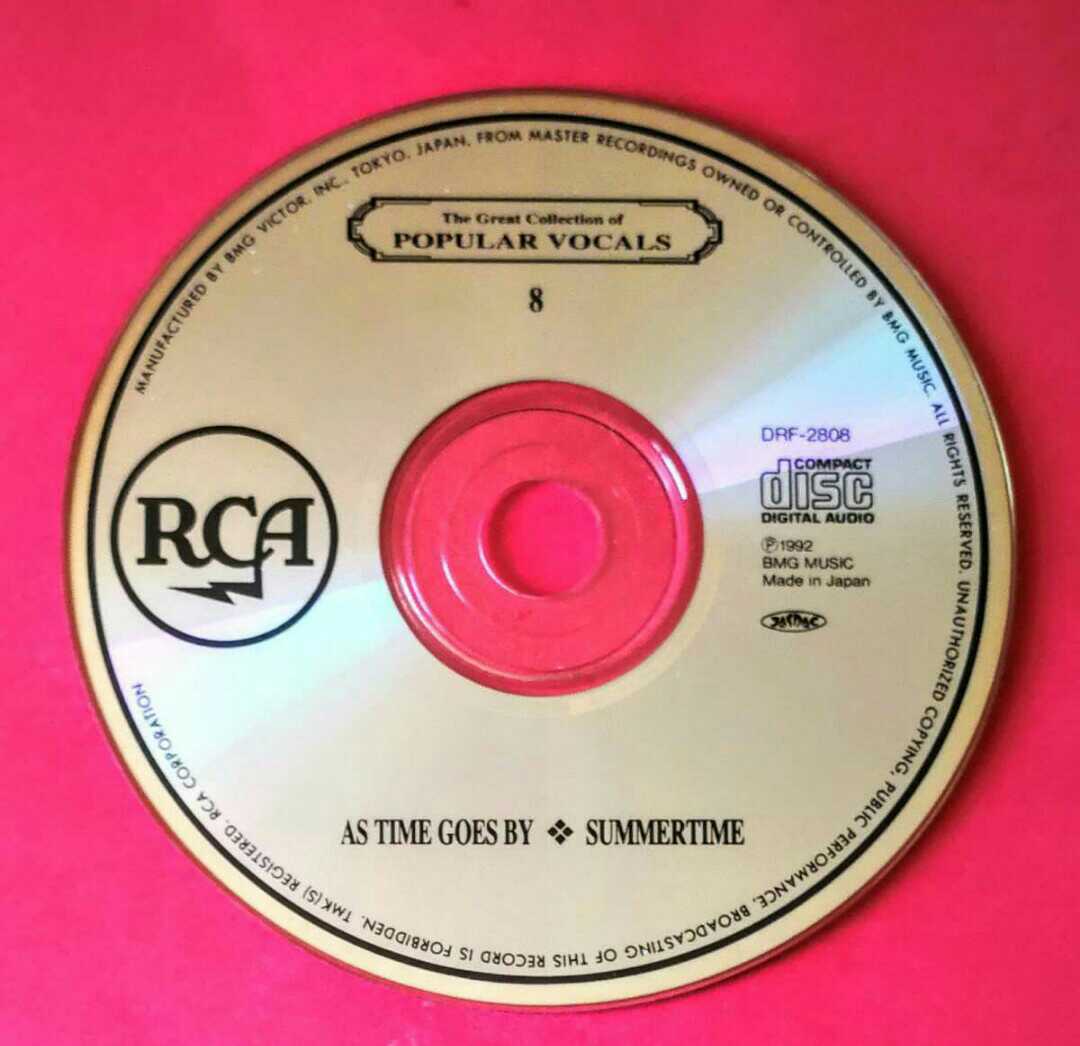 MANUFACTURED BY BMG VICTOR, INC., TOKYO, JAPAN. FROM MASTER RECORDINGS OWNED OR CONTROLLED BY BMG MUSIC. ALL RIGHTS RESERVED. UNAUTHORIZED COPYING, PUBLIC PERFORMANCE, BROADCASTING OF THIS RECORD IS FORBIDDEN. TMK(S) REGISTERED. RCA CORPORATION
The Great Collection of
POPULAR VOCALS
8
RCA
DRF-2808
COMPACT
disc
DIGITAL AUDIO
Ⓟ1992
BMG MUSIC
Made in Japan
JASRAC
AS TIME GOES BY ❖ SUMMERTIME